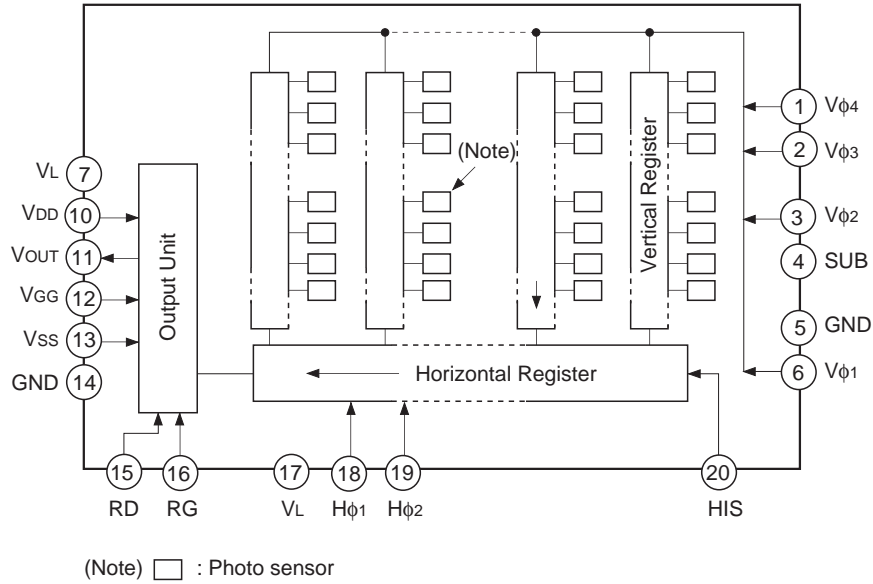 (Note)
Vertical Register
Output Unit
Horizontal Register
1 Vϕ4
2 Vϕ3
3 Vϕ2
4 SUB
5 GND
6 Vϕ1
VL 7
VDD 10
VOUT 11
VGG 12
VSS 13
GND 14
15 16 17 18 19 20
RD RG VL Hϕ1 Hϕ2 HIS
(Note) : Photo sensor